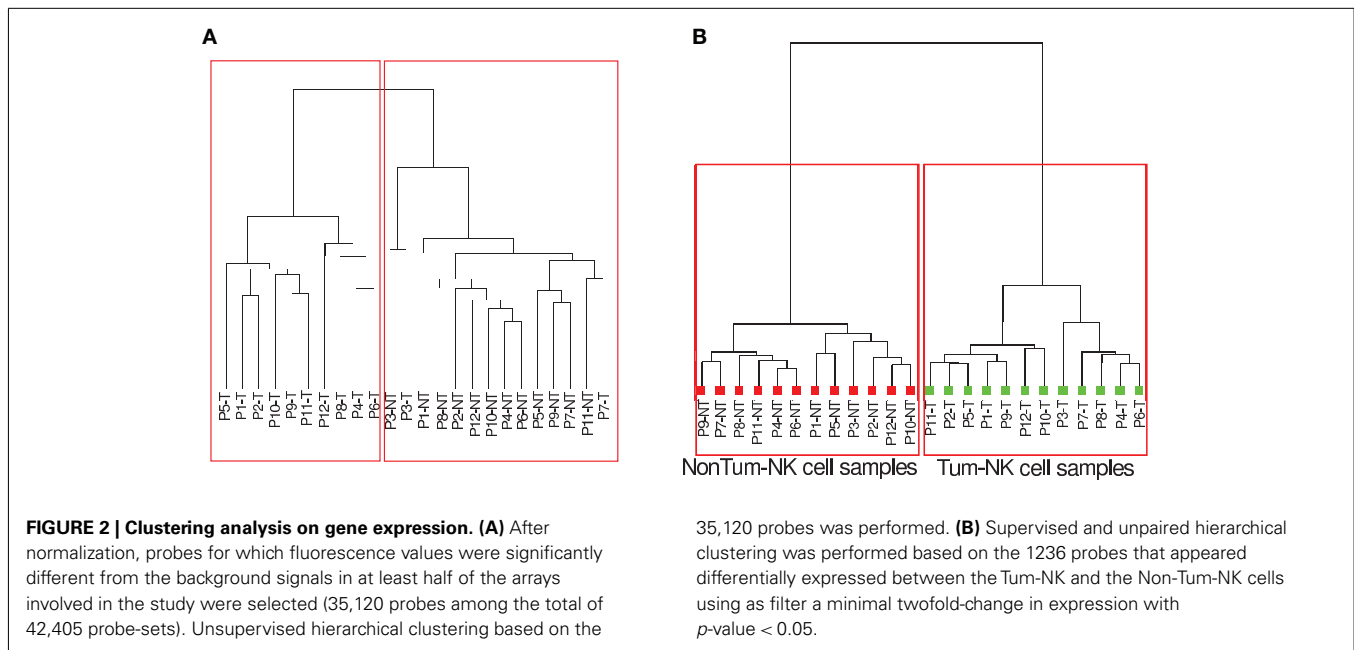 A
B
P5-T
P1-T
P2-T
P10-T
P9-T
P11-T
P12-T
P8-T
P4-T
P6-T
P3-NT
P3-T
P1-NT
P8-NT
P2-NT
P12-NT
P10-NT
P4-NT
P6-NT
P5-NT
P9-NT
P7-NT
P11-NT
P7-T
P9-NT
P7-NT
P8-NT
P11-NT
P4-NT
P6-NT
P1-NT
P5-NT
P3-NT
P2-NT
P12-NT
P10-NT
P11-T
P2-T
P5-T
P1-T
P9-T
P12-T
P10-T
P3-T
P7-T
P8-T
P4-T
P6-T
NonTum-NK cell samples
Tum-NK cell samples
FIGURE 2 | Clustering analysis on gene expression. (A) After
normalization, probes for which fluorescence values were significantly
different from the background signals in at least half of the arrays
involved in the study were selected (35,120 probes among the total of
42,405 probe-sets). Unsupervised hierarchical clustering based on the
35,120 probes was performed. (B) Supervised and unpaired hierarchical
clustering was performed based on the 1236 probes that appeared
differentially expressed between the Tum-NK and the Non-Tum-NK cells
using as filter a minimal twofold-change in expression with
p-value < 0.05.